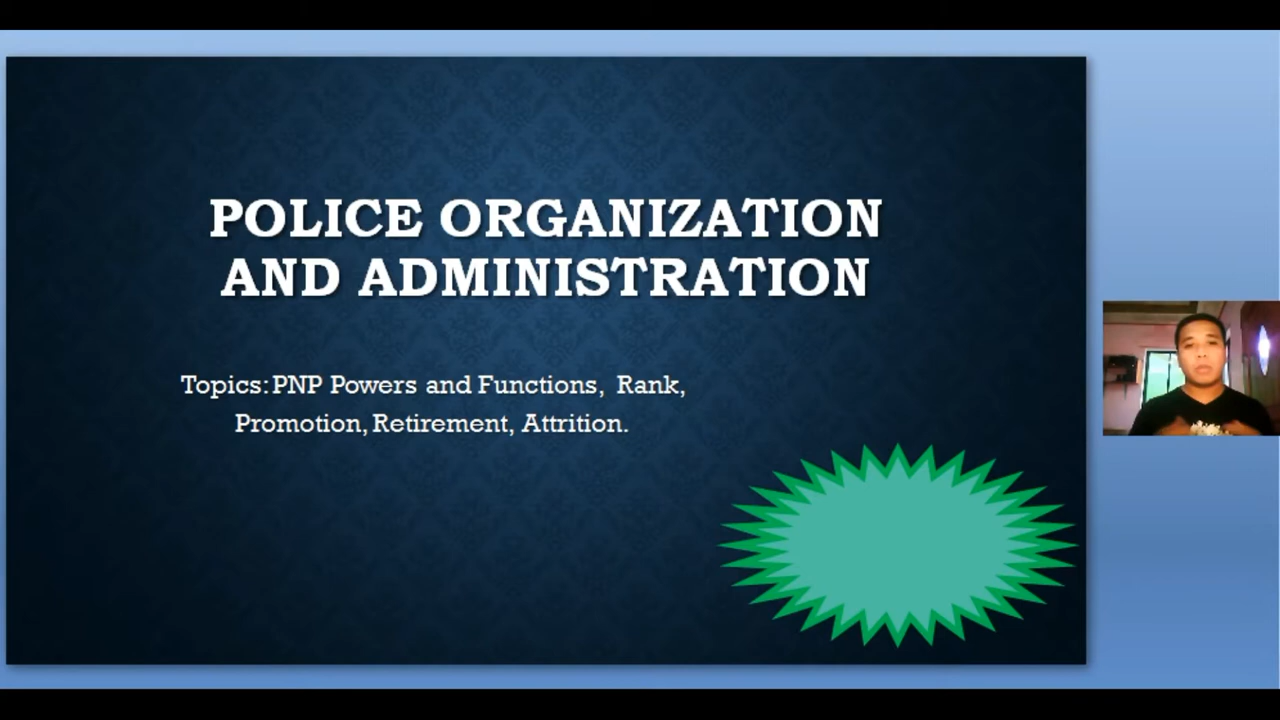 POLICE ORGANIZATION
AND ADMINISTRATION
Topics: PNP Powers and Functions, Rank,
Promotion, Retirement, Attrition.